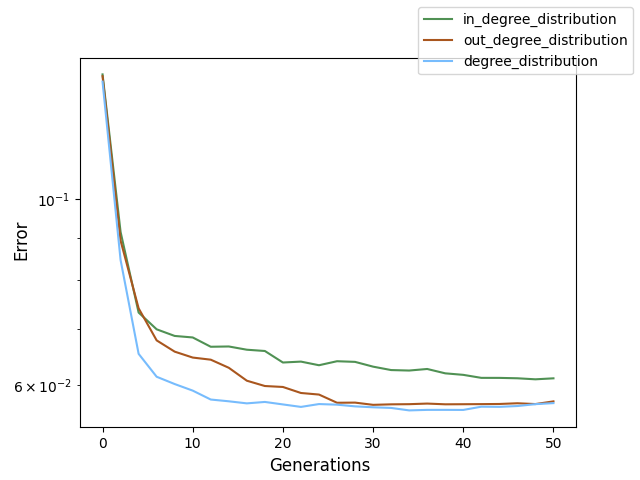 in_degree_distribution
out_degree_distribution
degree_distribution
10⁻¹
6 × 10⁻²
Error
0 10 20 30 40 50
Generations